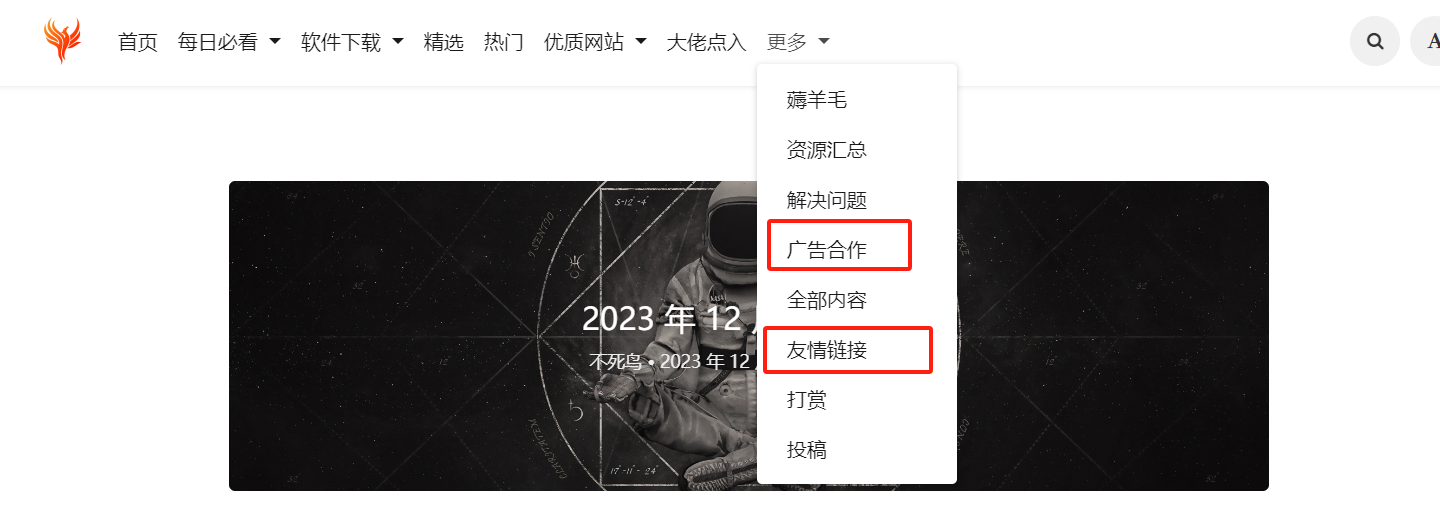 首页 每日必看 软件下载 精选 热门 优质网站 大佬点入 更多
薅羊毛
资源汇总
解决问题
广告合作
全部内容
友情链接
打赏
投稿
S-12°-4°
2023 年 12
不死鸟 • 2023 年 12
17°-11 - 24°